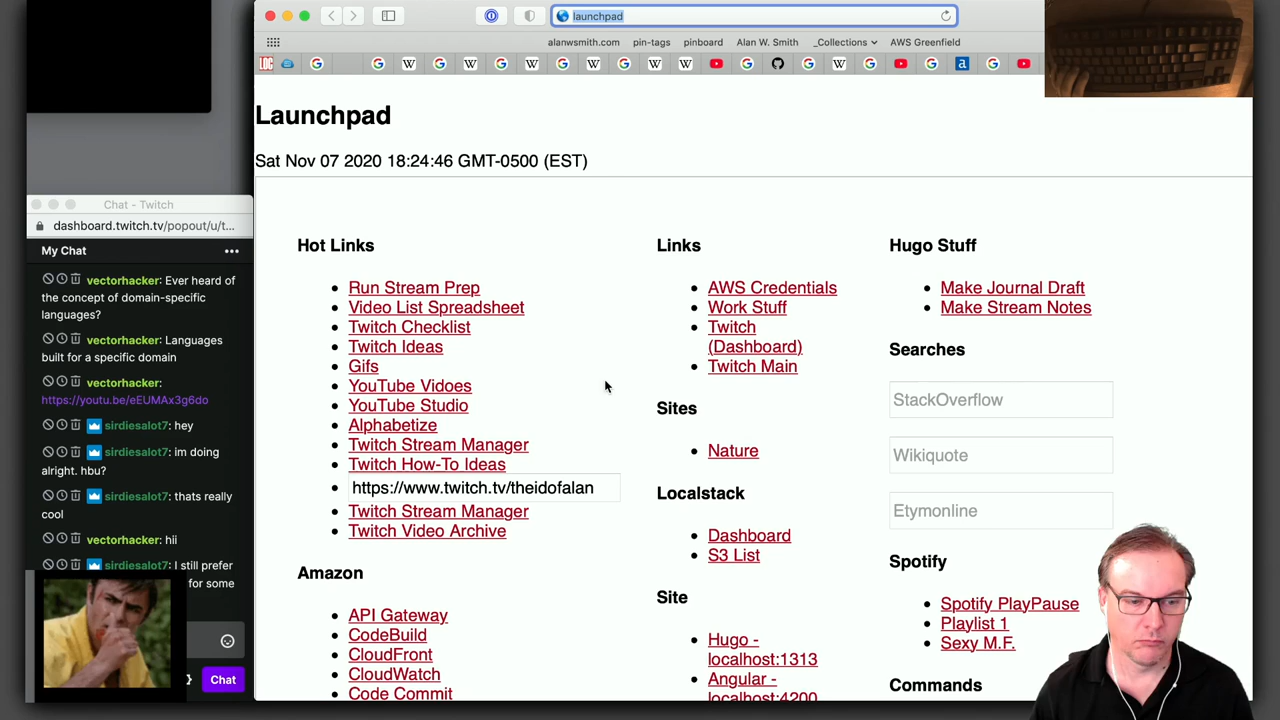 launchpad
alanwsmith.com pin-tags pinboard Alan W. Smith _Collections AWS Greenfield
Launchpad
Sat Nov 07 2020 18:24:46 GMT-0500 (EST)
Chat - Twitch
dashboard.twitch.tv/popout/u/t...
My Chat
vectorhacker: Ever heard of
the concept of domain-specific
languages?
vectorhacker: Languages
built for a specific domain
vectorhacker:
https://youtu.be/eEUMAx3g6do
sirdiesalot7: hey
sirdiesalot7: im doing
alright. hbu?
sirdiesalot7: thats really
cool
vectorhacker: hii
sirdiesalot7: I still prefer
for some
Chat
Hot Links
Run Stream Prep
Video List Spreadsheet
Twitch Checklist
Twitch Ideas
Gifs
YouTube Vidoes
YouTube Studio
Alphabetize
Twitch Stream Manager
Twitch How-To Ideas
https://www.twitch.tv/theidofalan
Twitch Stream Manager
Twitch Video Archive
Amazon
API Gateway
CodeBuild
CloudFront
CloudWatch
Code Commit
Links
AWS Credentials
Work Stuff
Twitch
(Dashboard)
Twitch Main
Sites
Nature
Localstack
Dashboard
S3 List
Site
Hugo -
localhost:1313
Angular -
localhost:4200
Hugo Stuff
Make Journal Draft
Make Stream Notes
Searches
StackOverflow
Wikiquote
Etymonline
Spotify
Spotify PlayPause
Playlist 1
Sexy M.F.
Commands